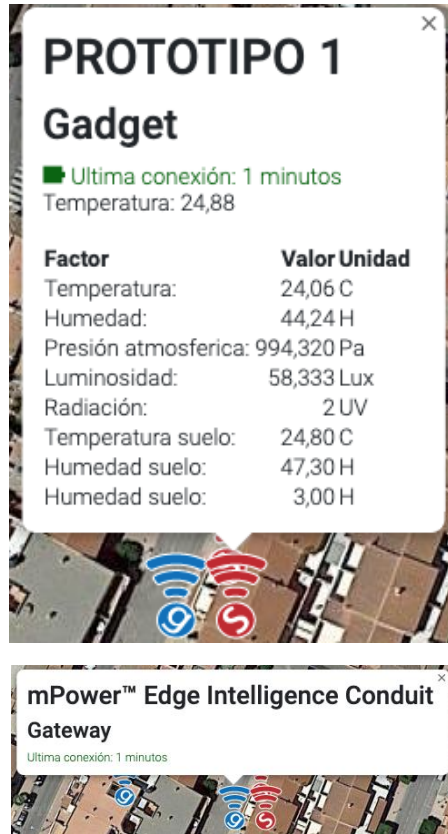 ×
PROTOTIPO 1
Gadget
Ultima conexión: 1 minutos
Temperatura: 24,88
Factor Valor Unidad
Temperatura: 24,06 C
Humedad: 44,24 H
Presión atmosferica: 994,320 Pa
Luminosidad: 58,333 Lux
Radiación: 2 UV
Temperatura suelo: 24,80 C
Humedad suelo: 47,30 H
Humedad suelo: 3,00 H
g S
×
mPower™ Edge Intelligence Conduit
Gateway
Ultima conexión: 1 minutos
g
g S